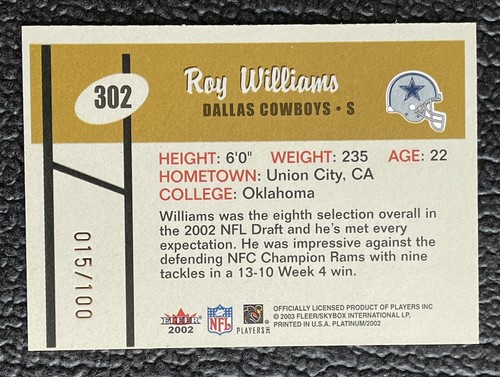 302
Roy Williams
DALLAS COWBOYS • S
HEIGHT: 6'0" WEIGHT: 235 AGE: 22
HOMETOWN: Union City, CA
COLLEGE: Oklahoma
Williams was the eighth selection overall in
the 2002 NFL Draft and he's met every
expectation. He was impressive against the
defending NFC Champion Rams with nine
tackles in a 13-10 Week 4 win.
015/100
FLEER
2002
NFL
PLAYERS INC
OFFICIALLY LICENSED PRODUCT OF PLAYERS INC
© 2003 FLEER/SKYBOX INTERNATIONAL LP,
PRINTED IN U.S.A. PLATINUM/2002